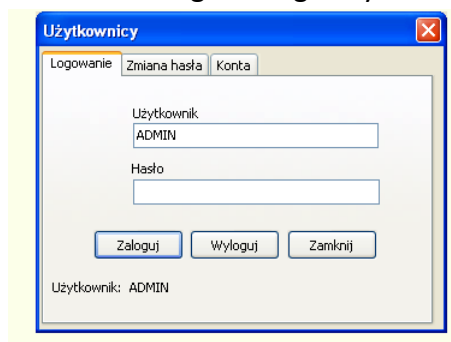 Użytkownicy
Logowanie Zmiana hasła Konta
Użytkownik
ADMIN
Hasło
Zaloguj Wyloguj Zamknij
Użytkownik: ADMIN